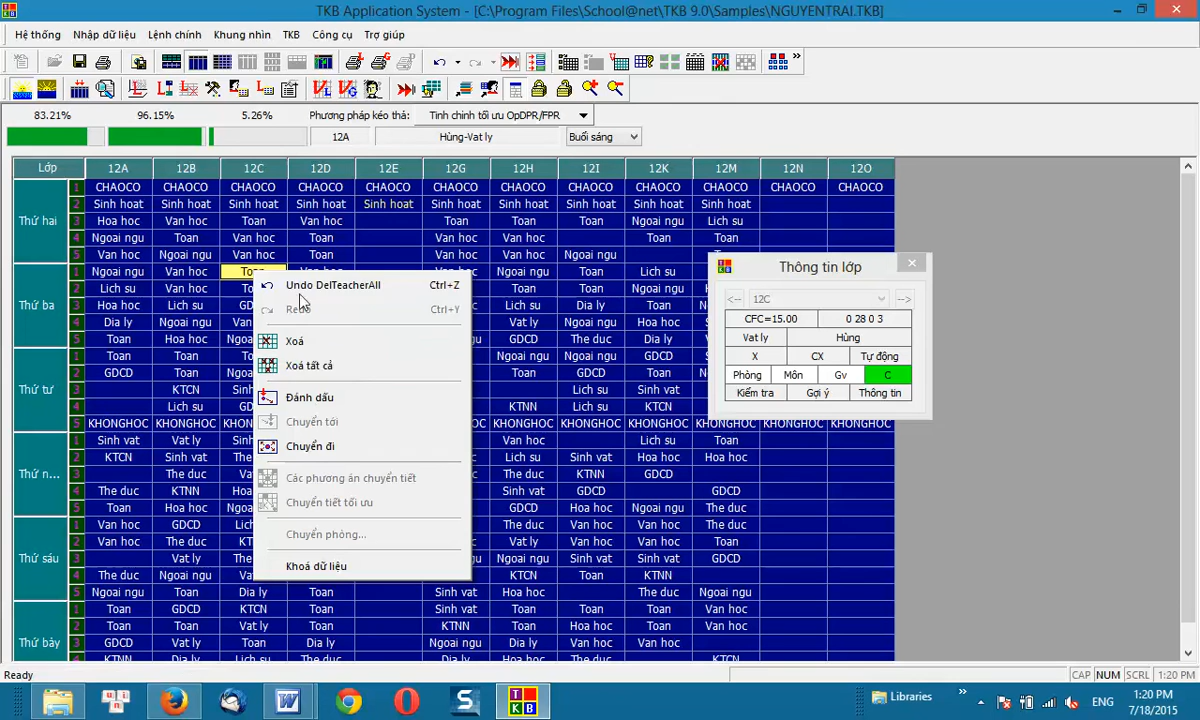 TKB Application System - [C:\Program Files\School@net\TKB 9.0\Samples\NGUYENTRAI.TKB]
Hệ thống Nhập dữ liệu Lệnh chính Khung nhìn TKB Công cụ Trợ giúp
83.21% 96.15% 5.26% Phương pháp kéo thả: Tinh chỉnh tối ưu OpDPR/FPR
12A Hùng-Vat ly Buổi sáng
Lớp 12A 12B 12C 12D 12E 12G 12H 12I 12K 12M 12N 12O
Thứ hai
1 CHAOCO CHAOCO CHAOCO CHAOCO CHAOCO CHAOCO CHAOCO CHAOCO CHAOCO CHAOCO CHAOCO CHAOCO
2 Sinh hoat Sinh hoat Sinh hoat Sinh hoat Sinh hoat Sinh hoat Sinh hoat Sinh hoat Sinh hoat Sinh hoat
3 Hoa hoc Van hoc Toan Van hoc Toan Toan Toan Ngoai ngu Lich su
4 Ngoai ngu Toan Van hoc Toan Van hoc Van hoc Toan Toan
5 Van hoc Ngoai ngu Van hoc Toan Van hoc Toan Ngoai ngu
Thứ ba
1 Ngoai ngu Van hoc Ngoai ngu Toan Lich su
2 Lich su Van hoc To
3 Hoa hoc Lich su GD Lich su Dia ly Toan
4 Dia ly Ngoai ngu Vat ly Ngoai ngu Van hoc
5 Toan Toan The duc Dia ly
Thứ tư
1 Toan Toan Ngoai ngu Toan GDCD
2 GDCD Toan Toan GDCD
3 KTCN Sinh Lich su Sinh vat
4 Lich su GD KTNN Lich su KTCN
5 KHONGHOC KHONGHOC KHONGHOC KHONGHOC KHONGHOC KHONGHOC KHONGHOC KHONGHOC KHONGHOC
Thứ n...
1 Sinh vat Vat ly Van hoc Lich su Toan
2 KTCN Sinh vat Lich su Sinh vat Hoa hoc Hoa hoc
3 The duc Van The duc KTNN GDCD
4 The duc KTNN Hoa Sinh vat GDCD GDCD
5 Toan Hoa hoc GDCD Toan Ngoai ngu The duc
Thứ sáu
1 Van hoc GDCD Lich The duc Van hoc Van hoc The duc
2 Van hoc The duc The Van hoc The duc Van hoc Toan
3 Vat ly The Ngoai ngu Sinh vat Sinh vat Van hoc
4 The duc Ngoai ngu Va KTCN Toan KTNN
5 Ngoai ngu Toan Dia ly Toan Sinh vat Hoa hoc The duc Ngoai ngu
Thứ bảy
1 Toan GDCD KTCN Toan Sinh vat Toan Toan Toan Van hoc
2 Toan Toan Vat ly Toan KTNN Toan Hoa hoc Toan Van hoc
3 GDCD Vat ly Toan Dia ly Ngoai ngu Dia ly Van hoc Van hoc
4 KTNN Dia ly Lich su Toan Hoa hoc The duc KTCN
Undo DelTeacherAll Ctrl+Z
Redo Ctrl+Y
Xoá
Xoá tất cả
Đánh dấu
Chuyển tới
Chuyển đi
Các phương án chuyển tiết
Chuyển tiết tối ưu
Chuyển phòng...
Khoá dữ liệu
Thông tin lớp
<-- 12C -->
CFC=15.00 0 28 0 3
Vat ly Hùng
X CX Tự động
Phòng Môn Gv C
Kiểm tra Gợi ý Thông tin
Ready CAP NUM SCRL 1:20 PM
Libraries ENG 1:20 PM
7/18/2015